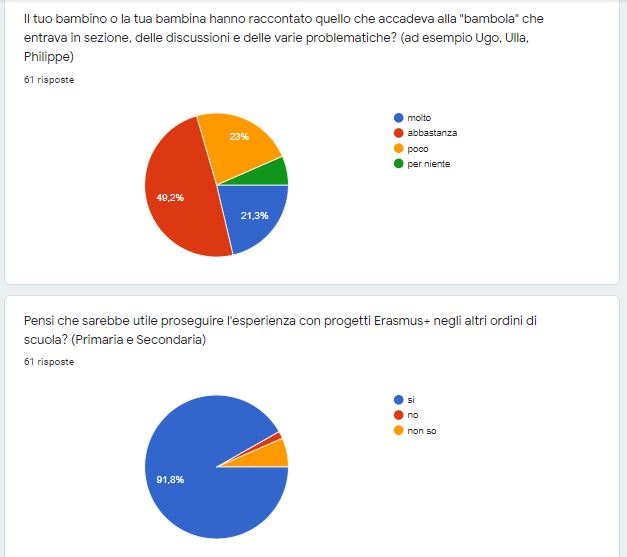 Il tuo bambino o la tua bambina hanno raccontato quello che accadeva alla "bambola" che
entrava in sezione, delle discussioni e delle varie problematiche? (ad esempio Ugo, Ulla,
Philippe)
61 risposte
molto
abbastanza
poco
per niente
23%
49,2%
21,3%
Pensi che sarebbe utile proseguire l'esperienza con progetti Erasmus+ negli altri ordini di
scuola? (Primaria e Secondaria)
61 risposte
si
no
non so
91,8%